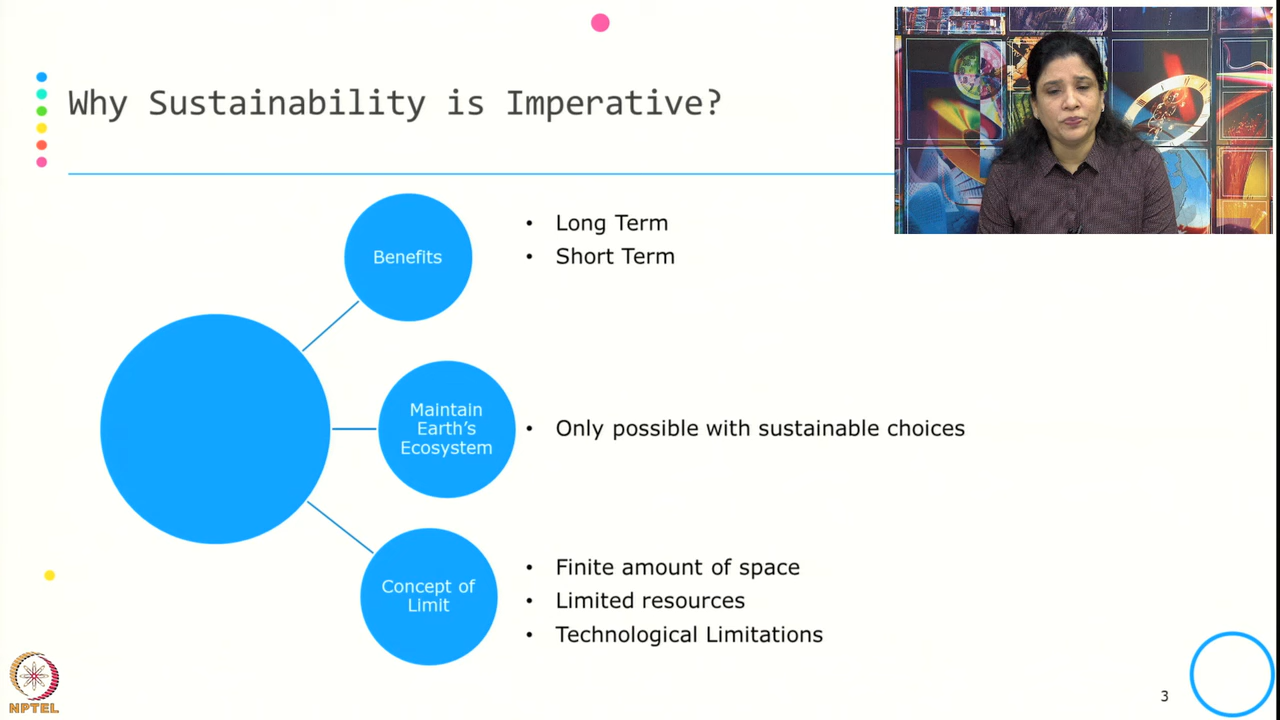 Why Sustainability is Imperative?
Benefits
• Long Term
• Short Term
Maintain
Earth's
Ecosystem
• Only possible with sustainable choices
Concept of
Limit
• Finite amount of space
• Limited resources
• Technological Limitations
NPTEL
3